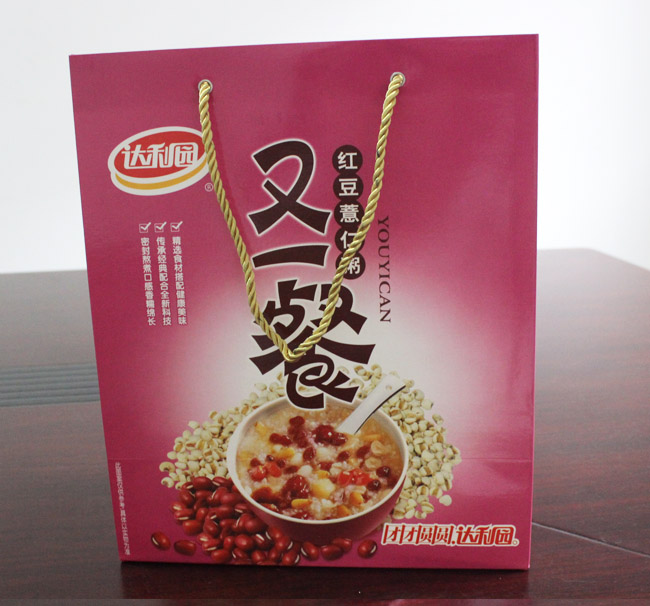 达利园
®
又一餐
红豆薏仁粥
YOUYICAN
精选食材搭配健康美味
传承经典配合全新科技
密封熬煮口感香糯绵长
团团圆圆,达利园